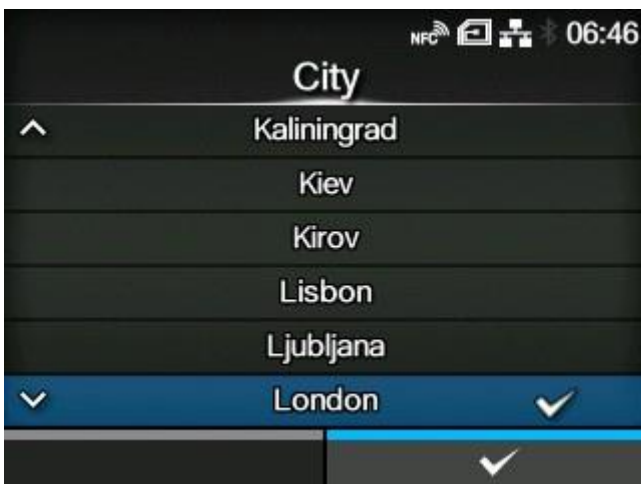 NFC 06:46
City
Kaliningrad
Kiev
Kirov
Lisbon
Ljubljana
London